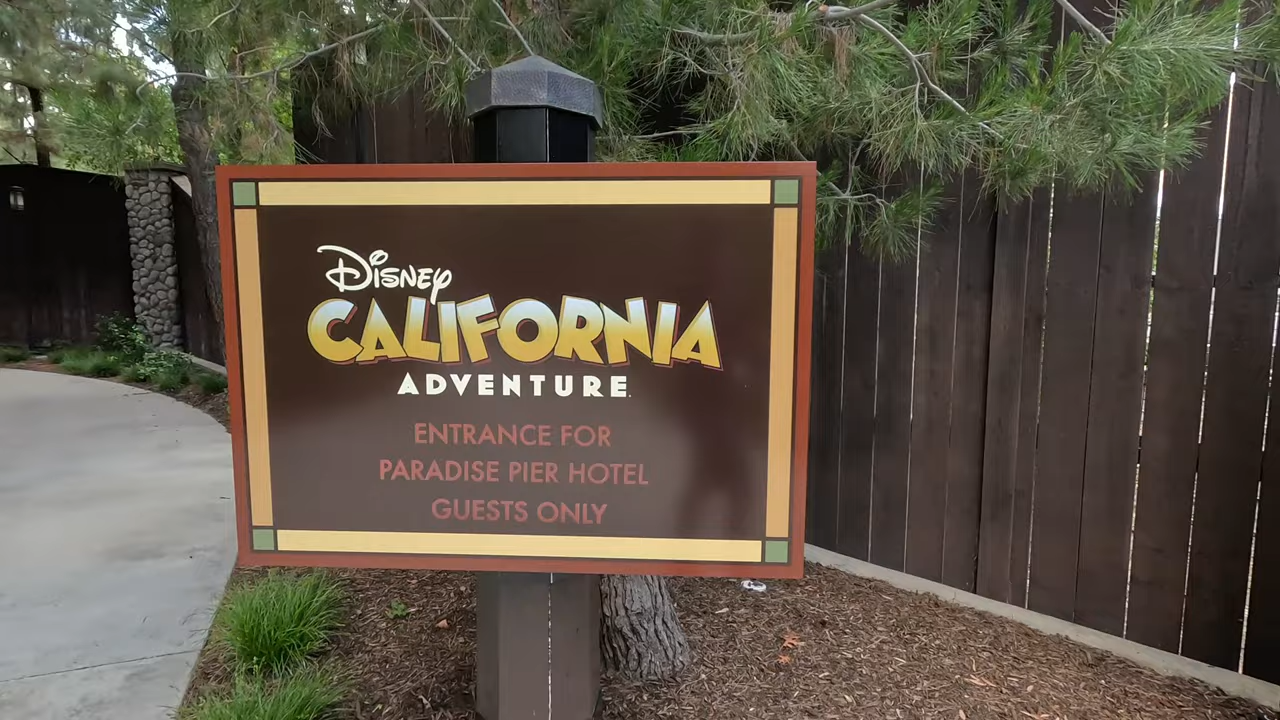 Disney
CALIFORNIA
ADVENTURE
ENTRANCE FOR
PARADISE PIER HOTEL
GUESTS ONLY